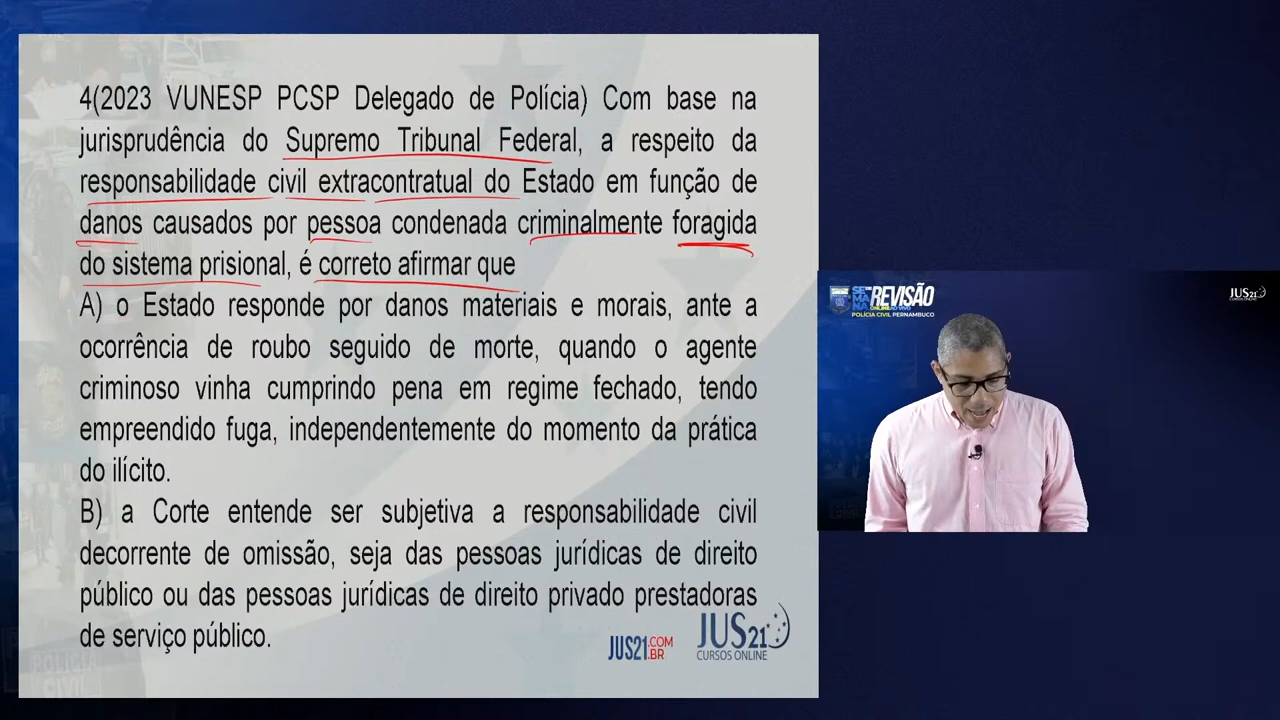 4(2023 VUNESP PCSP Delegado de Polícia) Com base na
jurisprudência do Supremo Tribunal Federal, a respeito da
responsabilidade civil extracontratual do Estado em função de
danos causados por pessoa condenada criminalmente foragida
do sistema prisional, é correto afirmar que
A) o Estado responde por danos materiais e morais, ante a
ocorrência de roubo seguido de morte, quando o agente
criminoso vinha cumprindo pena em regime fechado, tendo
empreendido fuga, independentemente do momento da prática
do ilícito.
B) a Corte entende ser subjetiva a responsabilidade civil
decorrente de omissão, seja das pessoas jurídicas de direito
público ou das pessoas jurídicas de direito privado prestadoras
de serviço público.
JUS21.COM
.BR
JUS21
CURSOS ONLINE
SE
MA
NA
REVISÃO
POLÍCIA CIVIL PERNAMBUCO
JUS21
POLÍCIA
CIVIL